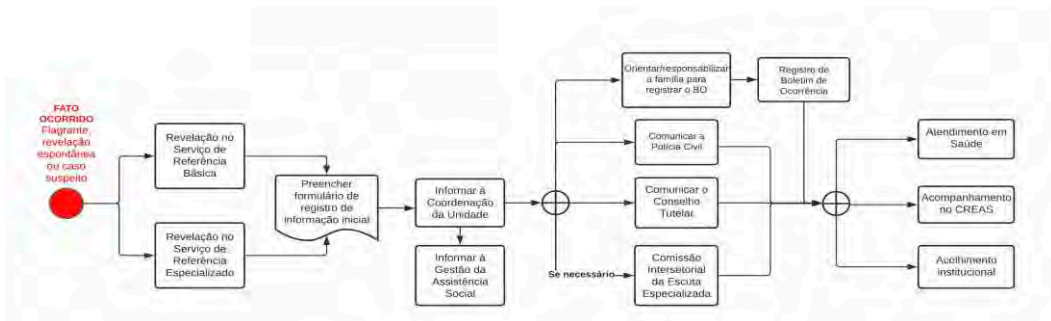 FATO
OCORRIDO
Flagrante,
revelação
espontânea
ou caso
suspeito
Revelação no
Serviço de
Referência
Básica
Revelação no
Serviço de
Referência
Especializado
Preencher
formulário de
registro de
informação inicial
Informar à
Coordenação
da Unidade
Informar à
Gestão da
Assistência
Social
Orientar/responsabilizar
a família para
registrar o BO
Registro de
Boletim de
Ocorrência
Comunicar a
Polícia Civil
Comunicar o
Conselho
Tutelar
Se necessário
Comissão
Intersetorial
da Escuta
Especializada
Atendimento em
Saúde
Acompanhamento
no CREAS
Acolhimento
institucional